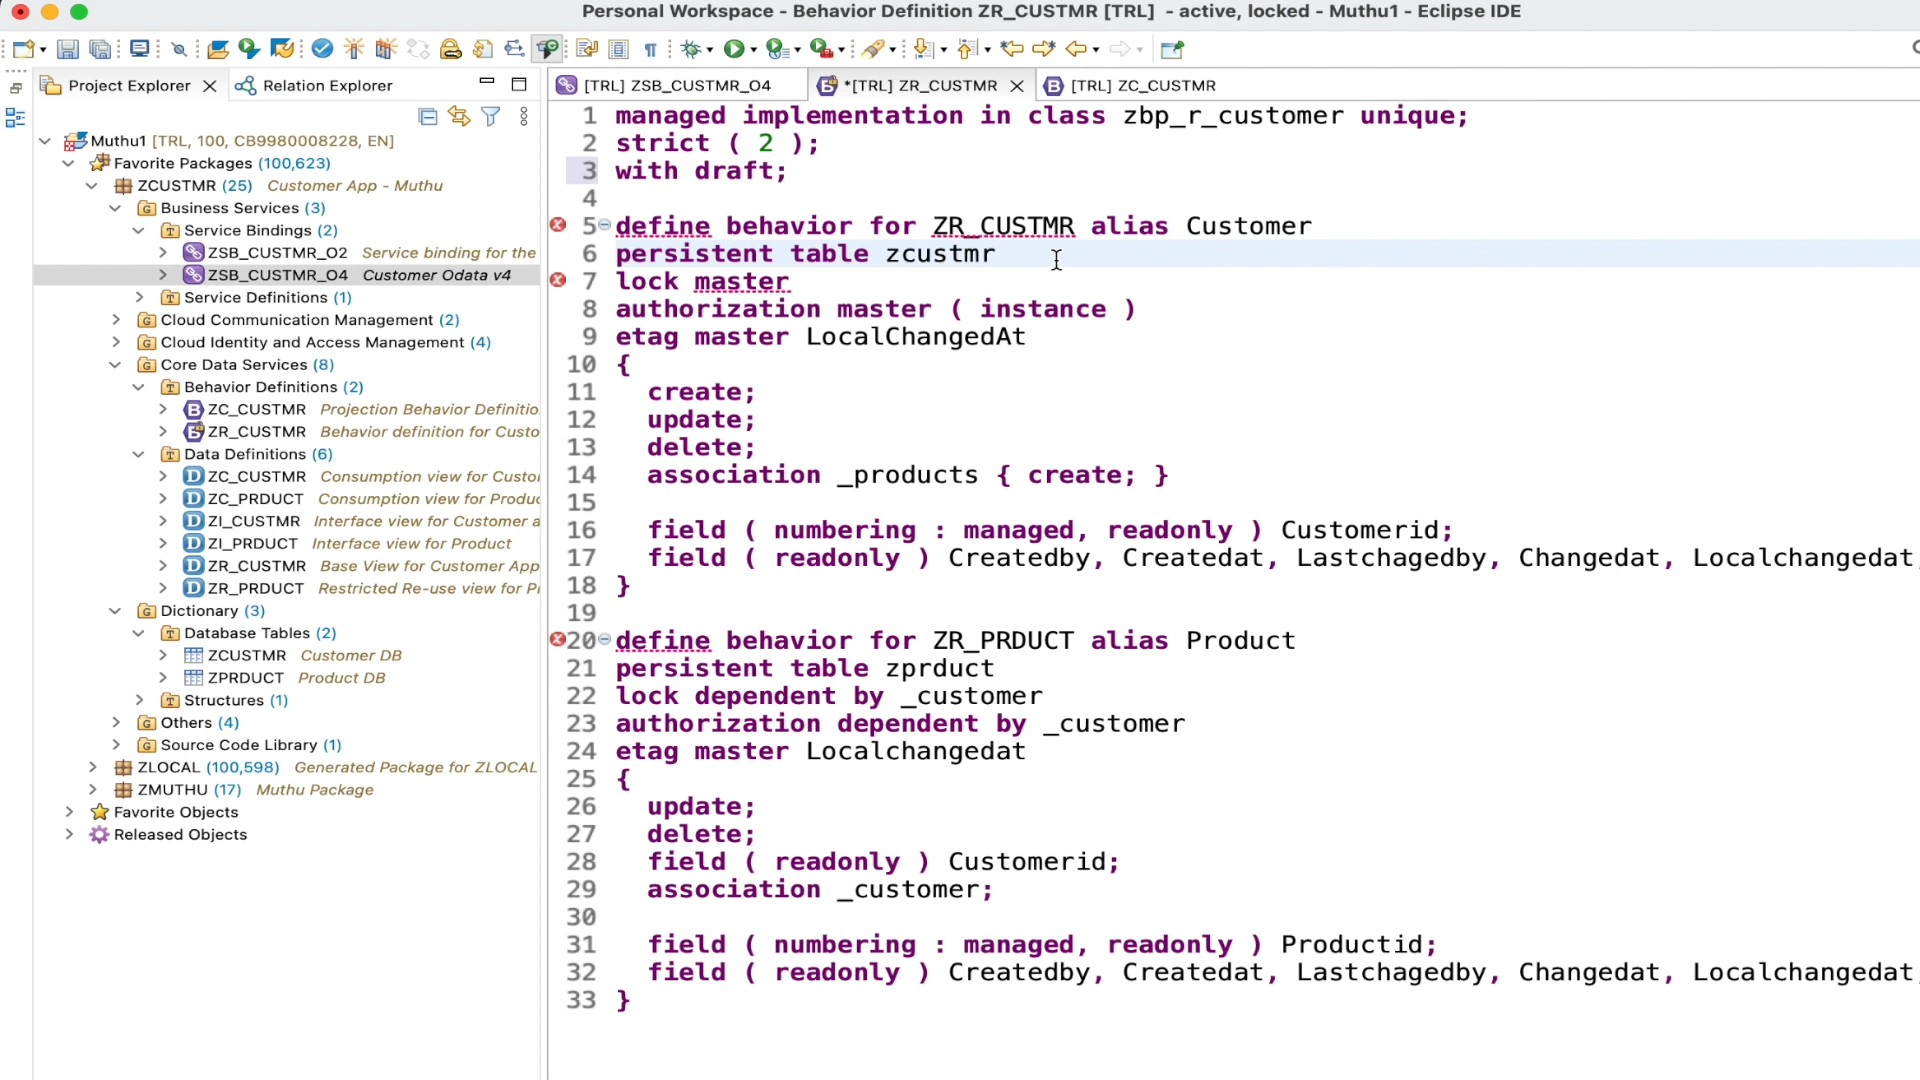 Personal Workspace - Behavior Definition ZR_CUSTMR [TRL] - active, locked - Muthu1 - Eclipse IDE
Project Explorer
Relation Explorer
[TRL] ZSB_CUSTMR_O4
*[TRL] ZR_CUSTMR
[TRL] ZC_CUSTMR
Muthu1 [TRL, 100, CB9980008228, EN]
Favorite Packages (100,623)
ZCUSTMR (25) Customer App - Muthu
Business Services (3)
Service Bindings (2)
ZSB_CUSTMR_O2 Service binding for the
ZSB_CUSTMR_O4 Customer Odata v4
Service Definitions (1)
Cloud Communication Management (2)
Cloud Identity and Access Management (4)
Core Data Services (8)
Behavior Definitions (2)
ZC_CUSTMR Projection Behavior Definitio
ZR_CUSTMR Behavior definition for Custo
Data Definitions (6)
ZC_CUSTMR Consumption view for Custo
ZC_PRDUCT Consumption view for Produc
ZI_CUSTMR Interface view for Customer a
ZI_PRDUCT Interface view for Product
ZR_CUSTMR Base View for Customer App
ZR_PRDUCT Restricted Re-use view for Pr
Dictionary (3)
Database Tables (2)
ZCUSTMR Customer DB
ZPRDUCT Product DB
Structures (1)
Others (4)
Source Code Library (1)
ZLOCAL (100,598) Generated Package for ZLOCAL
ZMUTHU (17) Muthu Package
Favorite Objects
Released Objects
1 managed implementation in class zbp_r_customer unique;
2 strict ( 2 );
3 with draft;
4
5 define behavior for ZR_CUSTMR alias Customer
6 persistent table zcustmr
7 lock master
8 authorization master ( instance )
9 etag master LocalChangedAt
10 {
11 create;
12 update;
13 delete;
14 association _products { create; }
15
16 field ( numbering : managed, readonly ) Customerid;
17 field ( readonly ) Createdby, Createdat, Lastchagedby, Changedat, Localchangedat
18 }
19
20 define behavior for ZR_PRDUCT alias Product
21 persistent table zprduct
22 lock dependent by _customer
23 authorization dependent by _customer
24 etag master Localchangedat
25 {
26 update;
27 delete;
28 field ( readonly ) Customerid;
29 association _customer;
30
31 field ( numbering : managed, readonly ) Productid;
32 field ( readonly ) Createdby, Createdat, Lastchagedby, Changedat, Localchangedat
33 }